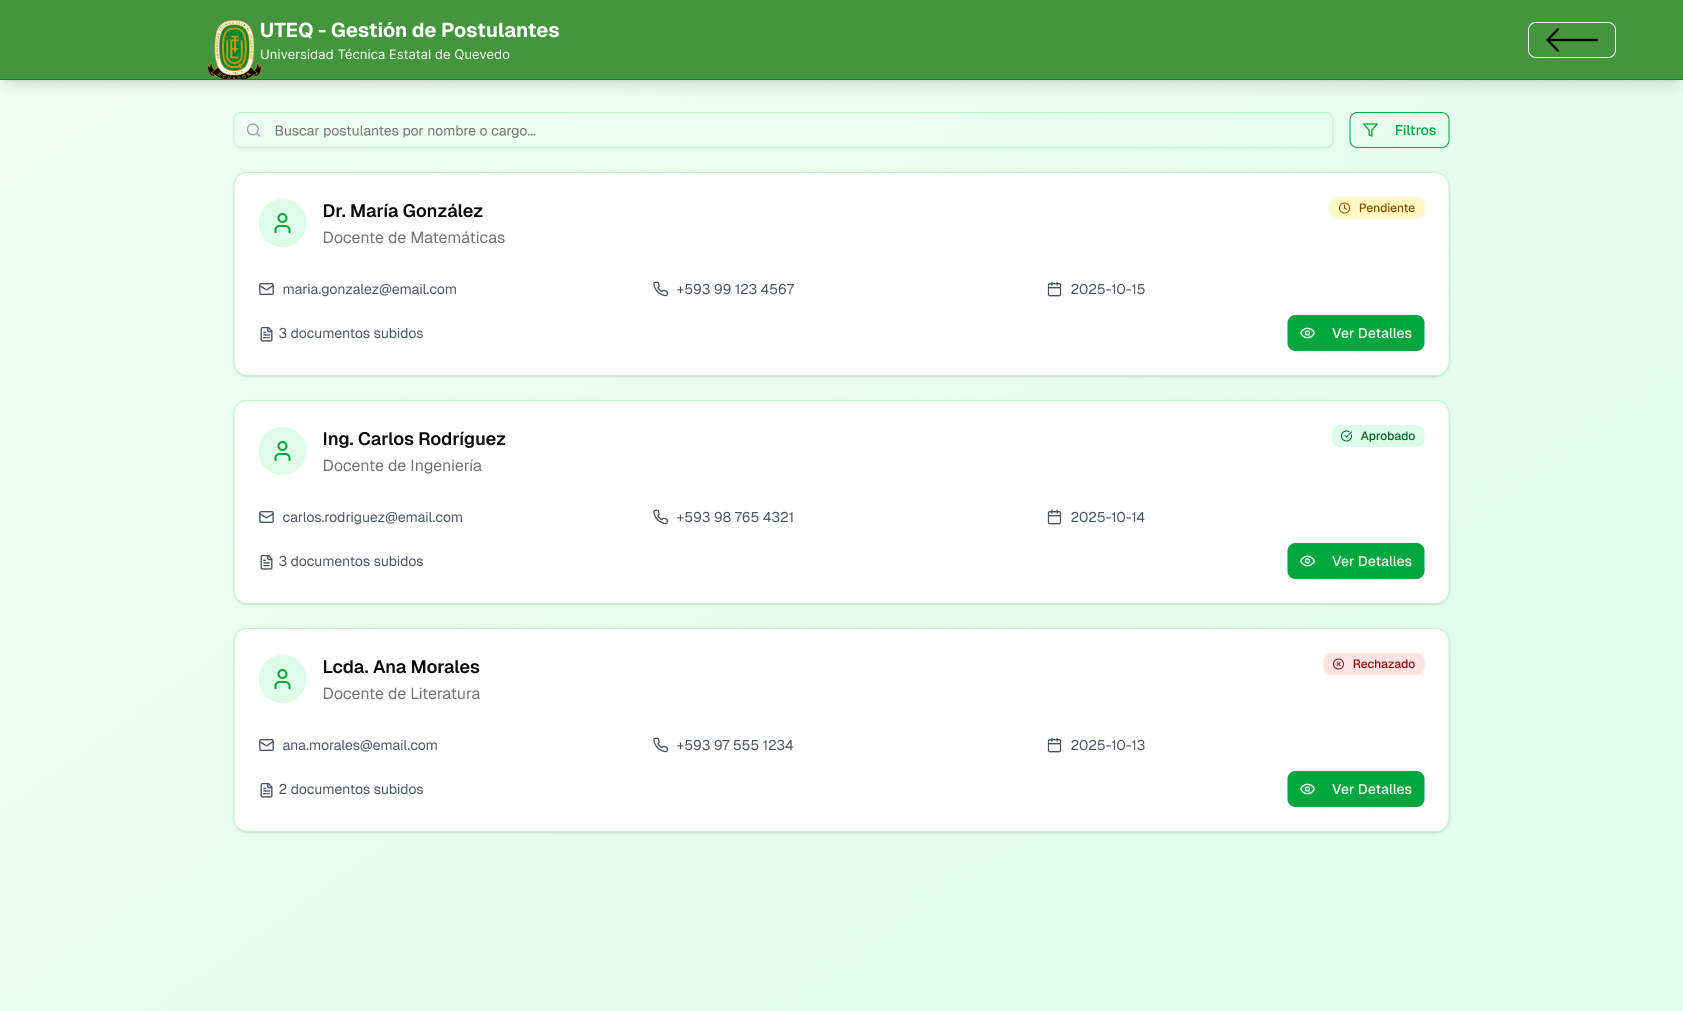 UTEQ - Gestión de Postulantes
Universidad Técnica Estatal de Quevedo
Buscar postulantes por nombre o cargo...
Filtros
Dr. María González
Pendiente
Docente de Matemáticas
maria.gonzalez@email.com
+593 99 123 4567
2025-10-15
3 documentos subidos
Ver Detalles
Ing. Carlos Rodríguez
Aprobado
Docente de Ingeniería
carlos.rodriguez@email.com
+593 98 765 4321
2025-10-14
3 documentos subidos
Ver Detalles
Lcda. Ana Morales
Rechazado
Docente de Literatura
ana.morales@email.com
+593 97 555 1234
2025-10-13
2 documentos subidos
Ver Detalles